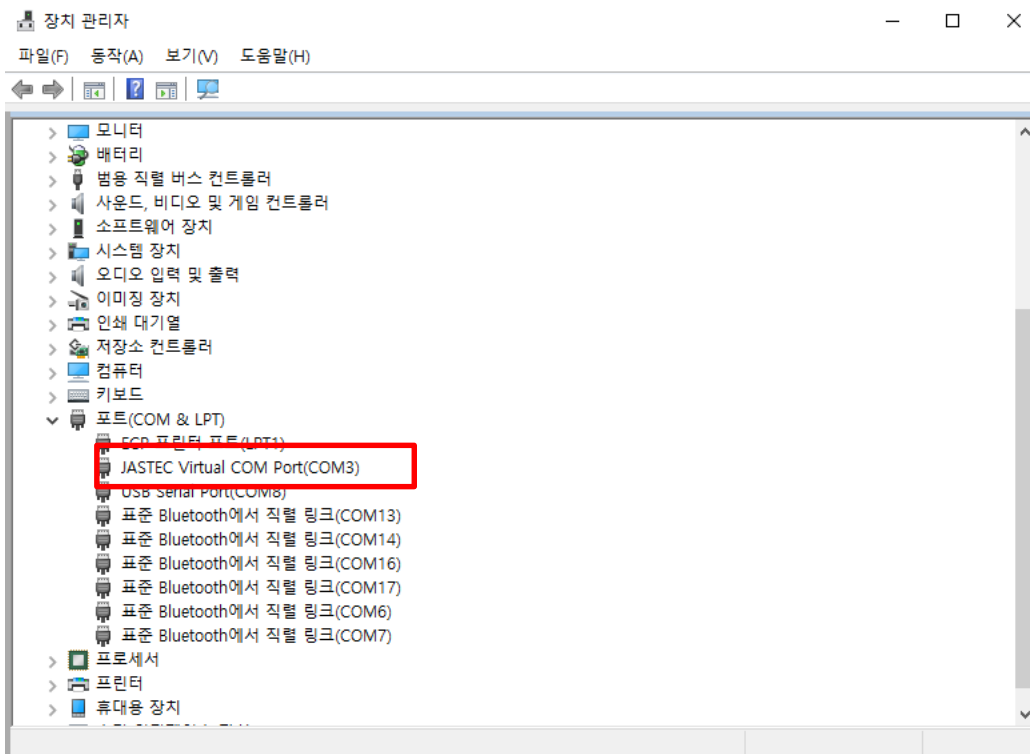 장치 관리자
파일(F) 동작(A) 보기(V) 도움말(H)
모니터
배터리
범용 직렬 버스 컨트롤러
사운드, 비디오 및 게임 컨트롤러
소프트웨어 장치
시스템 장치
오디오 입력 및 출력
이미징 장치
인쇄 대기열
저장소 컨트롤러
컴퓨터
키보드
포트(COM & LPT)
ECP 프린터 포트(LPT1)
JASTEC Virtual COM Port(COM3)
USB Serial Port(COM8)
표준 Bluetooth에서 직렬 링크(COM13)
표준 Bluetooth에서 직렬 링크(COM14)
표준 Bluetooth에서 직렬 링크(COM16)
표준 Bluetooth에서 직렬 링크(COM17)
표준 Bluetooth에서 직렬 링크(COM6)
표준 Bluetooth에서 직렬 링크(COM7)
프로세서
프린터
휴대용 장치